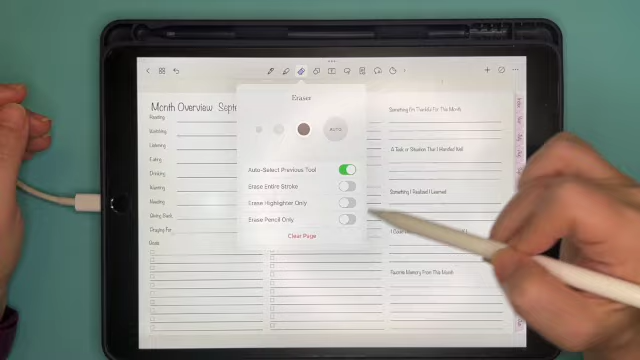 Eraser
AUTO
Auto-Select Previous Tool
Erase Entire Stroke
Erase Highlighter Only
Erase Pencil Only
Clear Page
Month Overview
Reading
Watching
Listening
Eating
Drinking
Wearing
Needing
Giving Back
Praying For
Goals
Something I'm Thankful For This Month
A Task or Situation That I Handled Well
Something I Realized I Learned
Favorite Memory From This Month